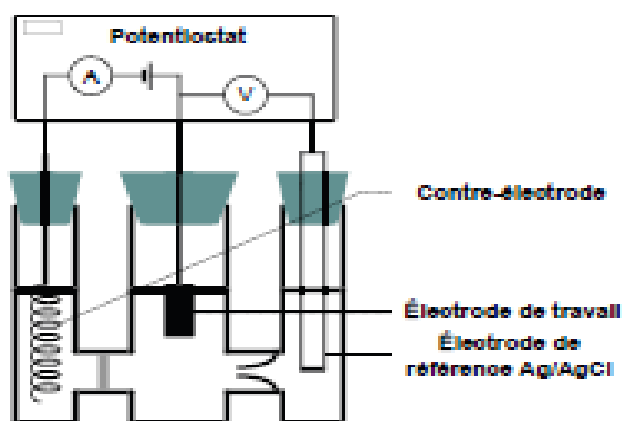 Potentiostat
A
V
Contre-électrode
Électrode de travail
Électrode de
référence Ag/AgCl